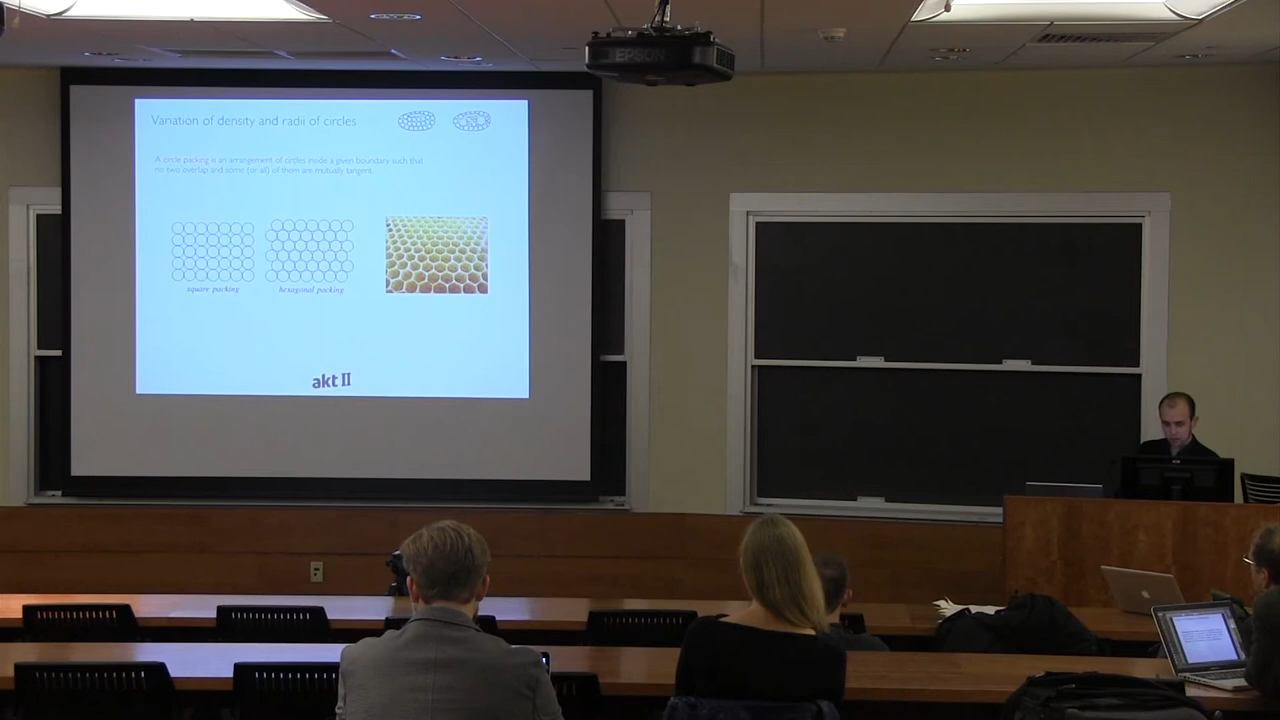 EPSON
Variation of density and radii of circles
A circle packing is an arrangement of circles inside a given boundary such that
no two overlap and some (or all) of them are mutually tangent.
square packing
hexagonal packing
akt II